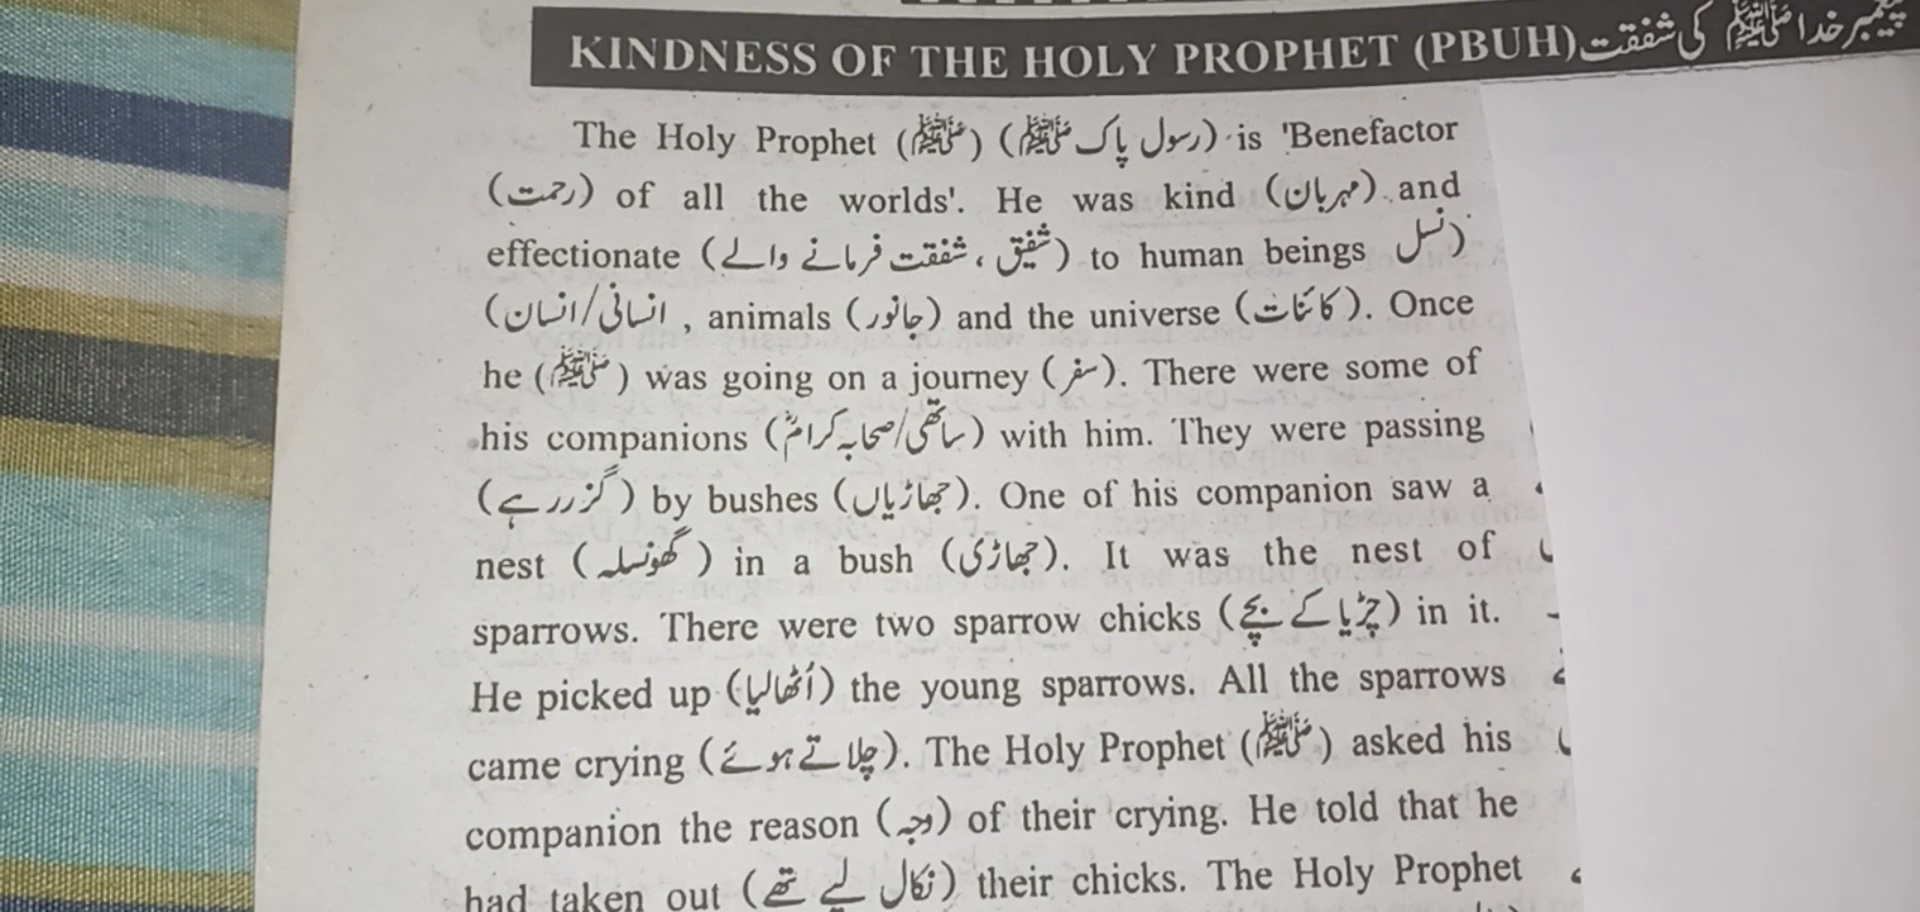 KINDNESS OF THE HOLY PROPHET (PBUH) پیغمبر خدا ﷺ کی شفقت
The Holy Prophet (ﷺ) (رسول پاک ﷺ) is 'Benefactor
(رحمت) of all the worlds'. He was kind (مہربان) and
effectionate (شفیق ، شفقت فرمانے والے) to human beings (نسل
انسانی/انسان), animals (جانور) and the universe (کائنات). Once
he (ﷺ) was going on a journey (سفر). There were some of
his companions (ساتھی/صحابہ کرامؓ) with him. They were passing
(گزر رہے) by bushes (جھاڑیاں). One of his companion saw a
nest (گھونسلہ) in a bush (جھاڑی). It was the nest of
sparrows. There were two sparrow chicks (چڑیا کے بچے) in it.
He picked up (اُٹھا لیا) the young sparrows. All the sparrows
came crying (چلاتے ہوئے). The Holy Prophet (ﷺ) asked his
companion the reason (وجہ) of their crying. He told that he
had taken out (نکال لیے تھے) their chicks. The Holy Prophet